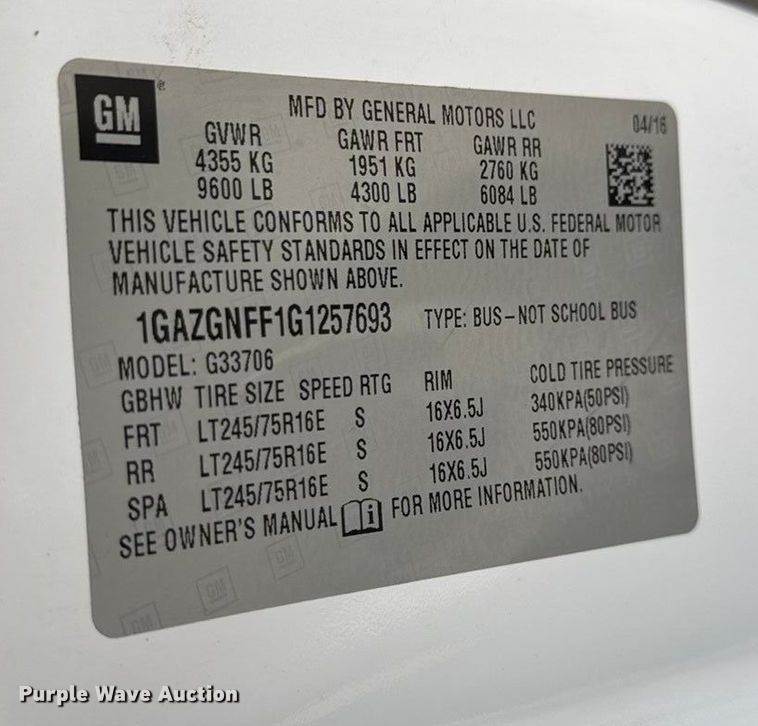 GM
MFD BY GENERAL MOTORS LLC 04/16
GVWR GAWR FRT GAWR RR
4355 KG 1951 KG 2760 KG
9600 LB 4300 LB 6084 LB
THIS VEHICLE CONFORMS TO ALL APPLICABLE U.S. FEDERAL MOTOR
VEHICLE SAFETY STANDARDS IN EFFECT ON THE DATE OF
MANUFACTURE SHOWN ABOVE.
1GAZGNFF1G1257693 TYPE: BUS-NOT SCHOOL BUS
MODEL: G33706
GBHW TIRE SIZE SPEED RTG RIM COLD TIRE PRESSURE
FRT LT245/75R16E S 16X6.5J 340KPA(50PSI)
RR LT245/75R16E S 16X6.5J 550KPA(80PSI)
SPA LT245/75R16E S 16X6.5J 550KPA(80PSI)
SEE OWNER'S MANUAL i FOR MORE INFORMATION.
Purple Wave Auction